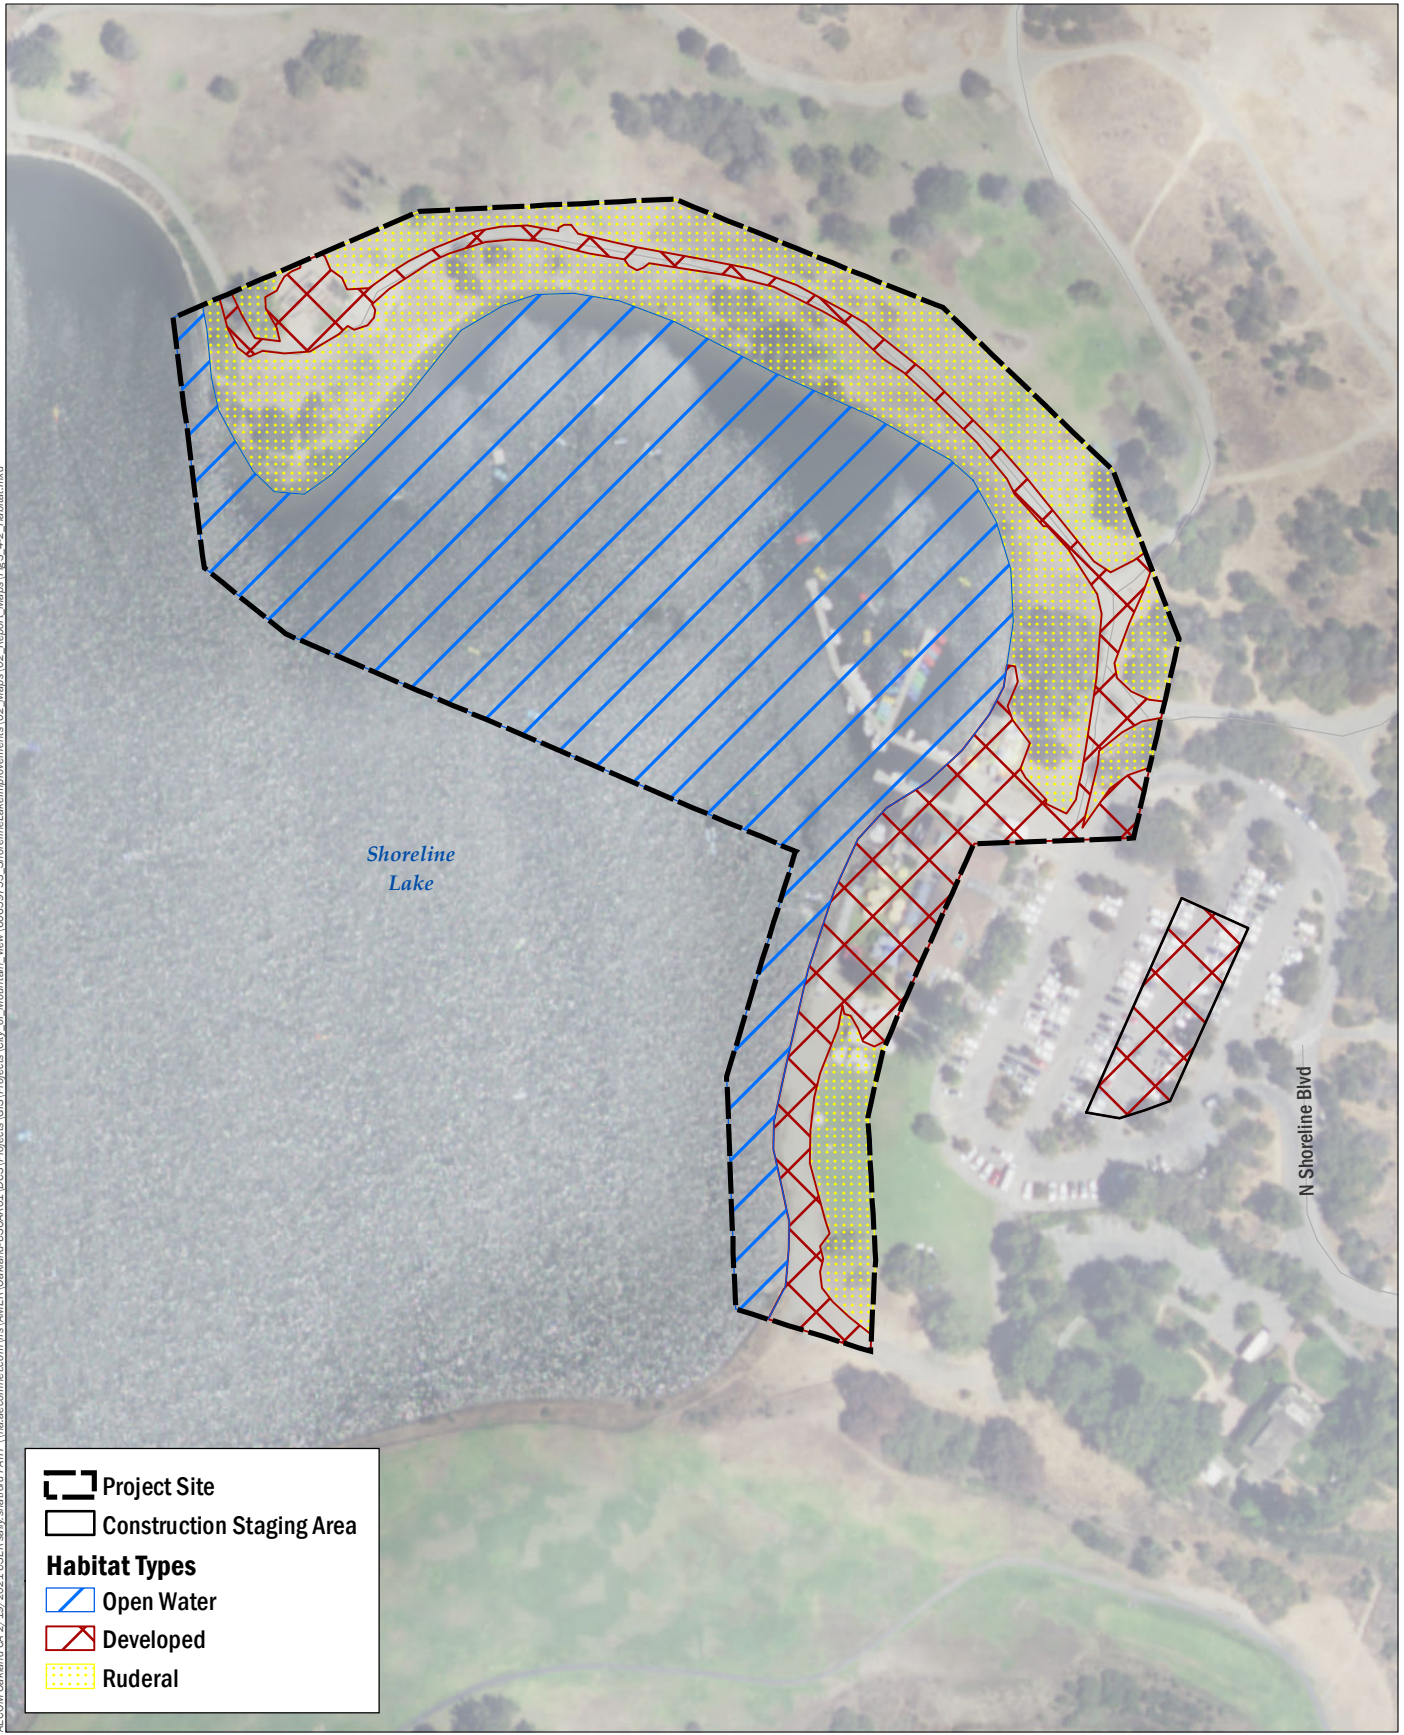 Shoreline
Lake
N Shoreline Blvd
Project Site
Construction Staging Area
Habitat Types
Open Water
Developed
Ruderal